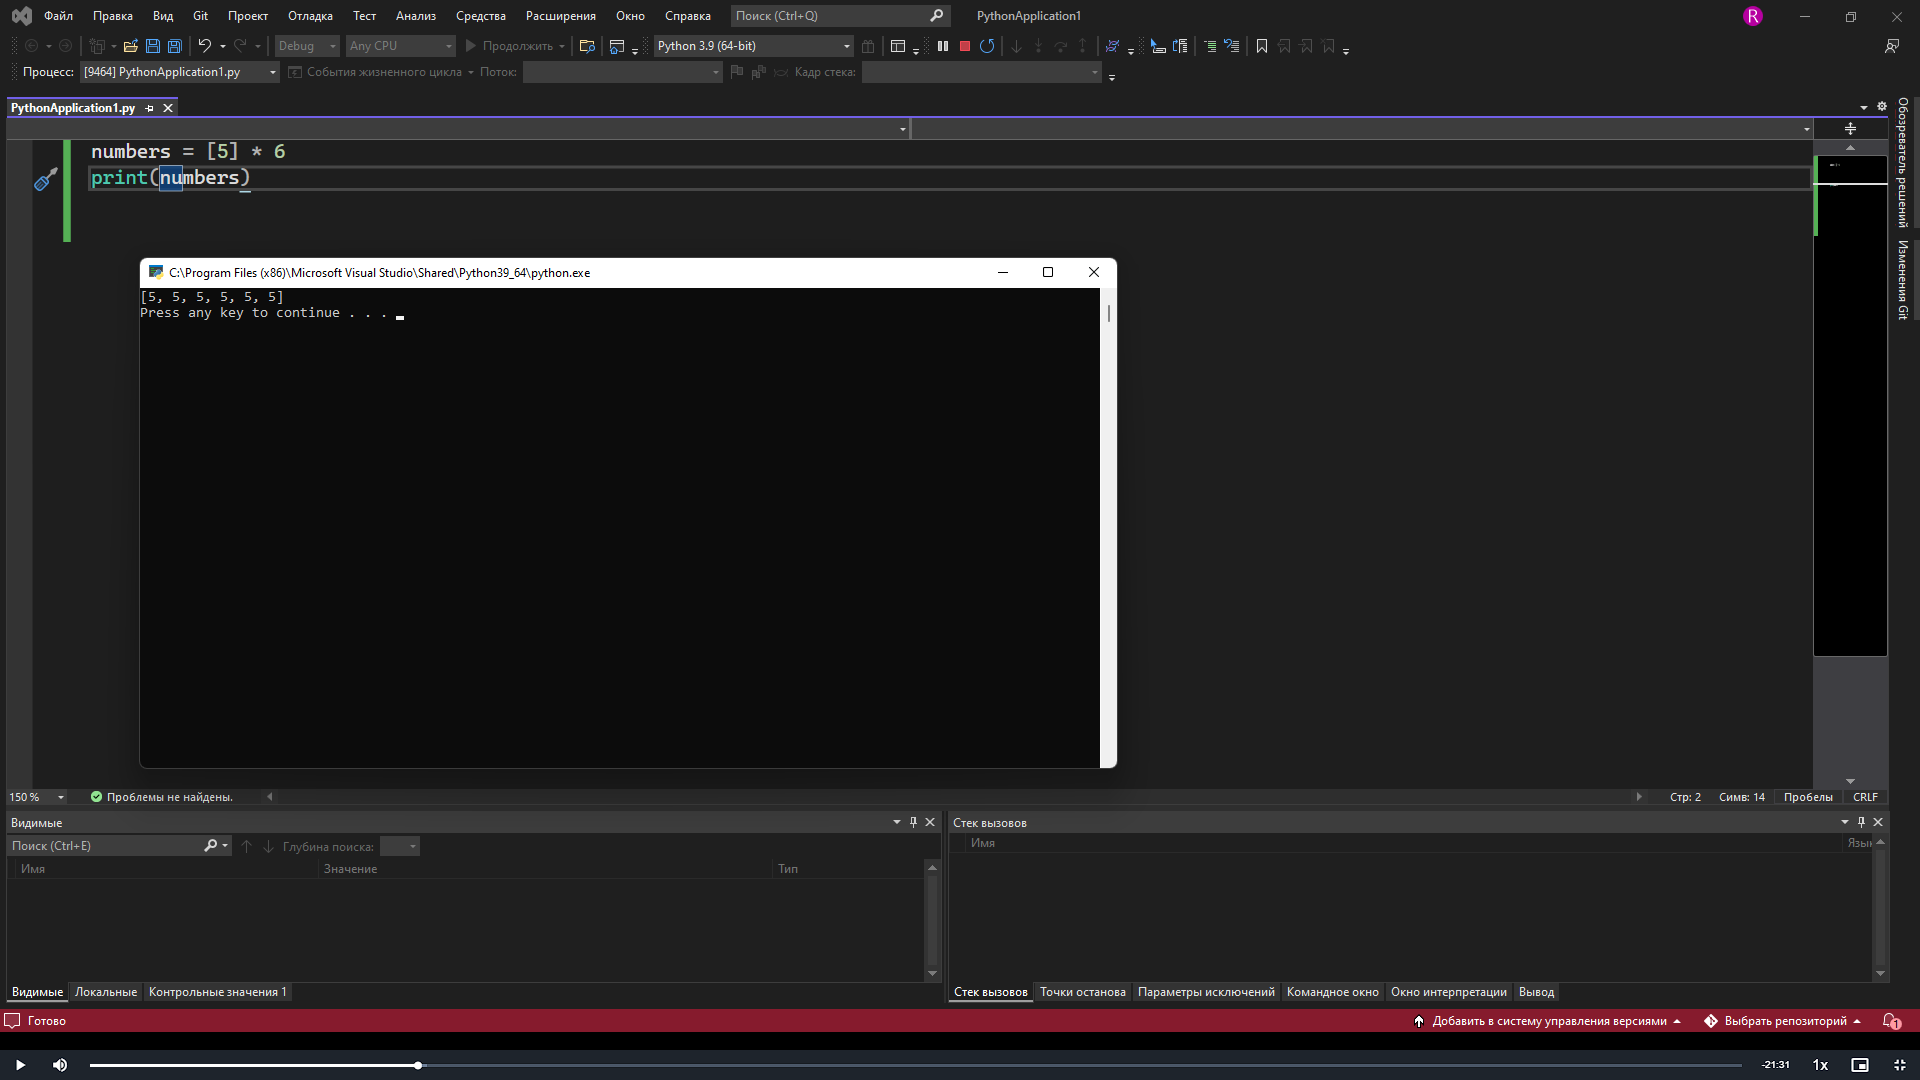 Файл Правка Вид Git Проект Отладка Тест Анализ Средства Расширения Окно Справка Поиск (Ctrl+Q) PythonApplication1 R
Debug Any CPU Продолжить Python 3.9 (64-bit)
Процесс: [9464] PythonApplication1.py События жизненного цикла Поток: Кадр стека:
PythonApplication1.py
numbers = [5] * 6
print(numbers)
C:\Program Files (x86)\Microsoft Visual Studio\Shared\Python39_64\python.exe
[5, 5, 5, 5, 5, 5]
Press any key to continue . . .
Обозреватель решений
Изменения Git
150 % Проблемы не найдены. Стр: 2 Симв: 14 Пробелы CRLF
Видимые
Поиск (Ctrl+E) Глубина поиска:
Имя Значение Тип
Видимые Локальные Контрольные значения 1
Стек вызовов
Имя Язык
Стек вызовов Точки останова Параметры исключений Командное окно Окно интерпретации Вывод
Готово Добавить в систему управления версиями Выбрать репозиторий 1
-21:31 1x